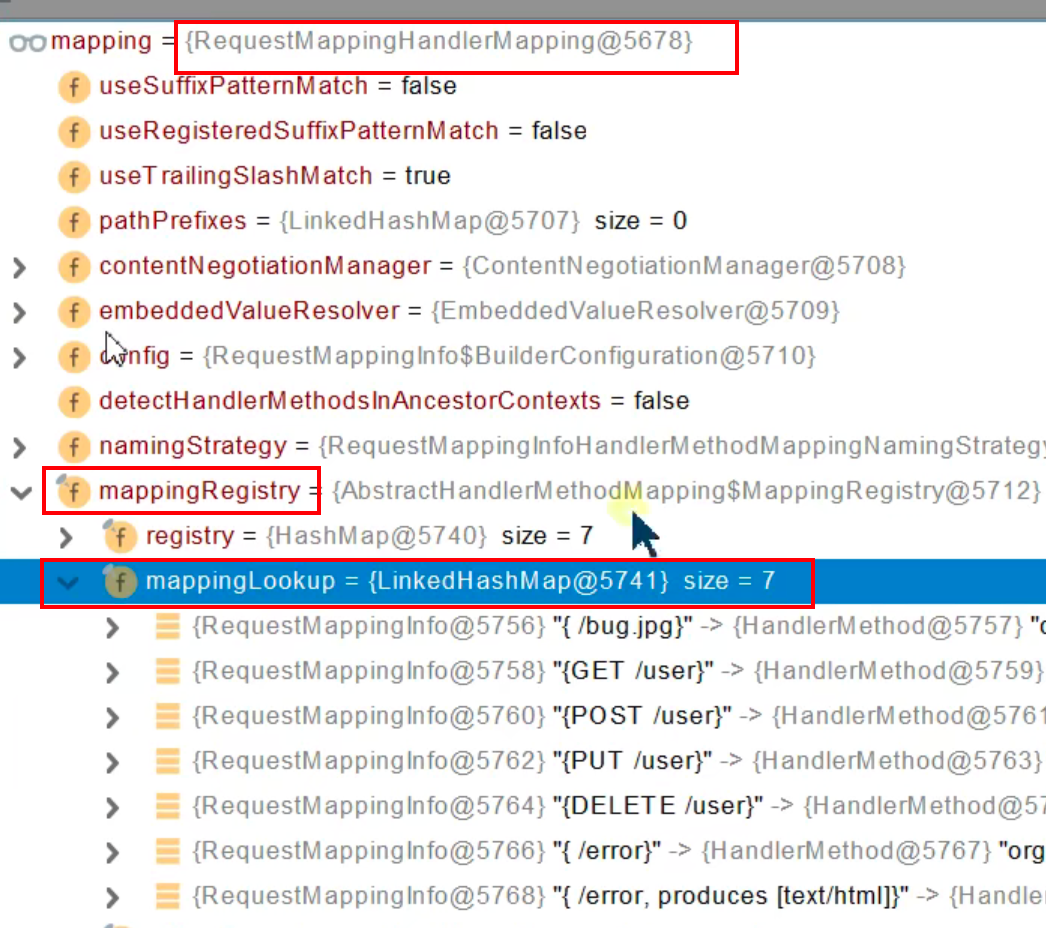 mapping = {RequestMappingHandlerMapping@5678}
f useSuffixPatternMatch = false
f useRegisteredSuffixPatternMatch = false
f useTrailingSlashMatch = true
f pathPrefixes = {LinkedHashMap@5707} size = 0
f contentNegotiationManager = {ContentNegotiationManager@5708}
f embeddedValueResolver = {EmbeddedValueResolver@5709}
f config = {RequestMappingInfo$BuilderConfiguration@5710}
f detectHandlerMethodsInAncestorContexts = false
f namingStrategy = {RequestMappingInfoHandlerMethodMappingNamingStrategy
f mappingRegistry = {AbstractHandlerMethodMapping$MappingRegistry@5712}
f registry = {HashMap@5740} size = 7
f mappingLookup = {LinkedHashMap@5741} size = 7
{RequestMappingInfo@5756} "{ /bug.jpg}" -> {HandlerMethod@5757} "c
{RequestMappingInfo@5758} "{GET /user}" -> {HandlerMethod@5759}
{RequestMappingInfo@5760} "{POST /user}" -> {HandlerMethod@5761
{RequestMappingInfo@5762} "{PUT /user}" -> {HandlerMethod@5763}
{RequestMappingInfo@5764} "{DELETE /user}" -> {HandlerMethod@57
{RequestMappingInfo@5766} "{ /error}" -> {HandlerMethod@5767} "org
{RequestMappingInfo@5768} "{ /error, produces [text/html]}" -> {Handle